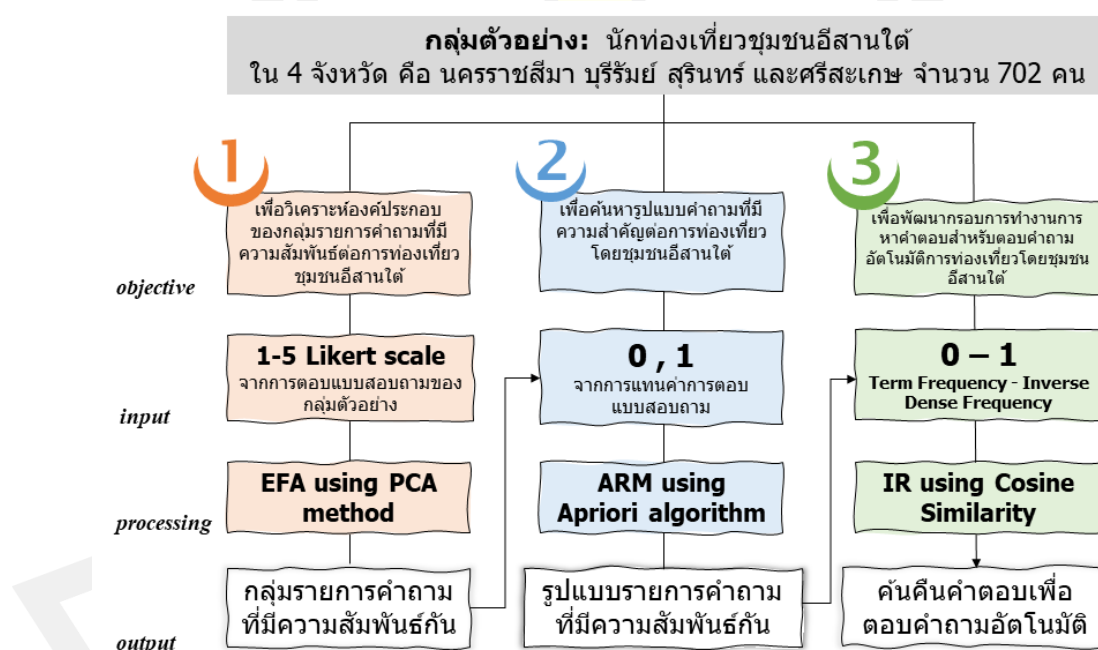 กลุ่มตัวอย่าง: นักท่องเที่ยวชุมชนอีสานใต้
ใน 4 จังหวัด คือ นครราชสีมา บุรีรัมย์ สุรินทร์ และศรีสะเกษ จำนวน 702 คน
1
2
3
objective
เพื่อวิเคราะห์องค์ประกอบ
ของกลุ่มรายการคำถามที่มี
ความสัมพันธ์ต่อการท่องเที่ยว
ชุมชนอีสานใต้
เพื่อค้นหารูปแบบคำถามที่มี
ความสำคัญต่อการท่องเที่ยว
โดยชุมชนอีสานใต้
เพื่อพัฒนากรอบการทำงานการ
หาคำตอบสำหรับตอบคำถาม
อัตโนมัติการท่องเที่ยวโดยชุมชน
อีสานใต้
input
1-5 Likert scale
จากการตอบแบบสอบถามของ
กลุ่มตัวอย่าง
0 , 1
จากการแทนค่าการตอบ
แบบสอบถาม
0 – 1
Term Frequency - Inverse
Dense Frequency
processing
EFA using PCA
method
ARM using
Apriori algorithm
IR using Cosine
Similarity
output
กลุ่มรายการคำถาม
ที่มีความสัมพันธ์กัน
รูปแบบรายการคำถาม
ที่มีความสัมพันธ์กัน
ค้นคืนคำตอบเพื่อ
ตอบคำถามอัตโนมัติ